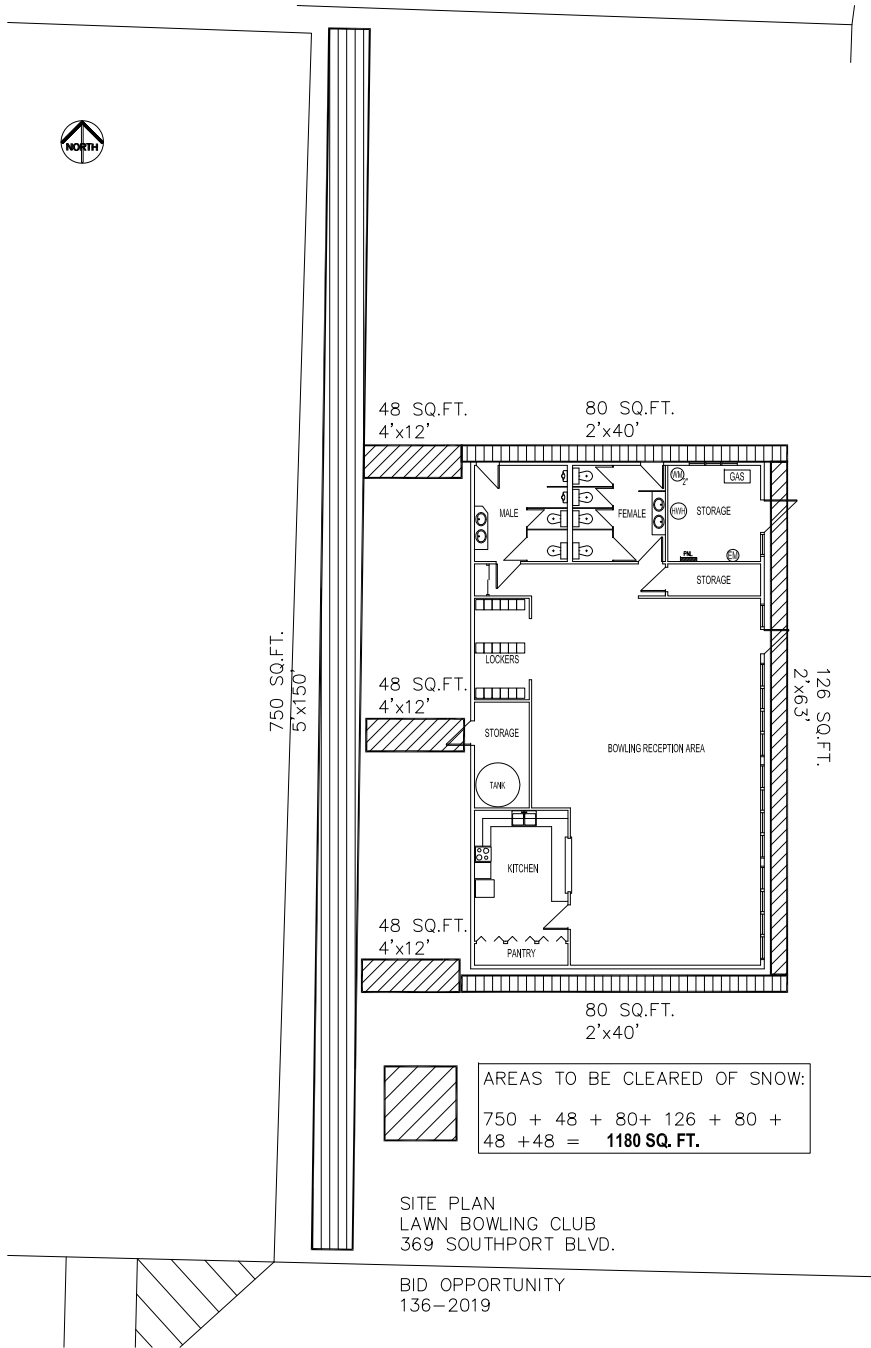 NORTH
48 SQ.FT.
4'x12'
80 SQ.FT.
2'x40'
MALE
FEMALE
WM
2"
GAS
HWH
STORAGE
PNL
EM
STORAGE
LOCKERS
750 SQ.FT.
5'x150'
48 SQ.FT.
4'x12'
STORAGE
TANK
BOWLING RECEPTION AREA
126 SQ.FT.
2'x63'
KITCHEN
PANTRY
48 SQ.FT.
4'x12'
80 SQ.FT.
2'x40'
AREAS TO BE CLEARED OF SNOW:
750 + 48 + 80+ 126 + 80 +
48 +48 = 1180 SQ. FT.
SITE PLAN
LAWN BOWLING CLUB
369 SOUTHPORT BLVD.
BID OPPORTUNITY
136-2019